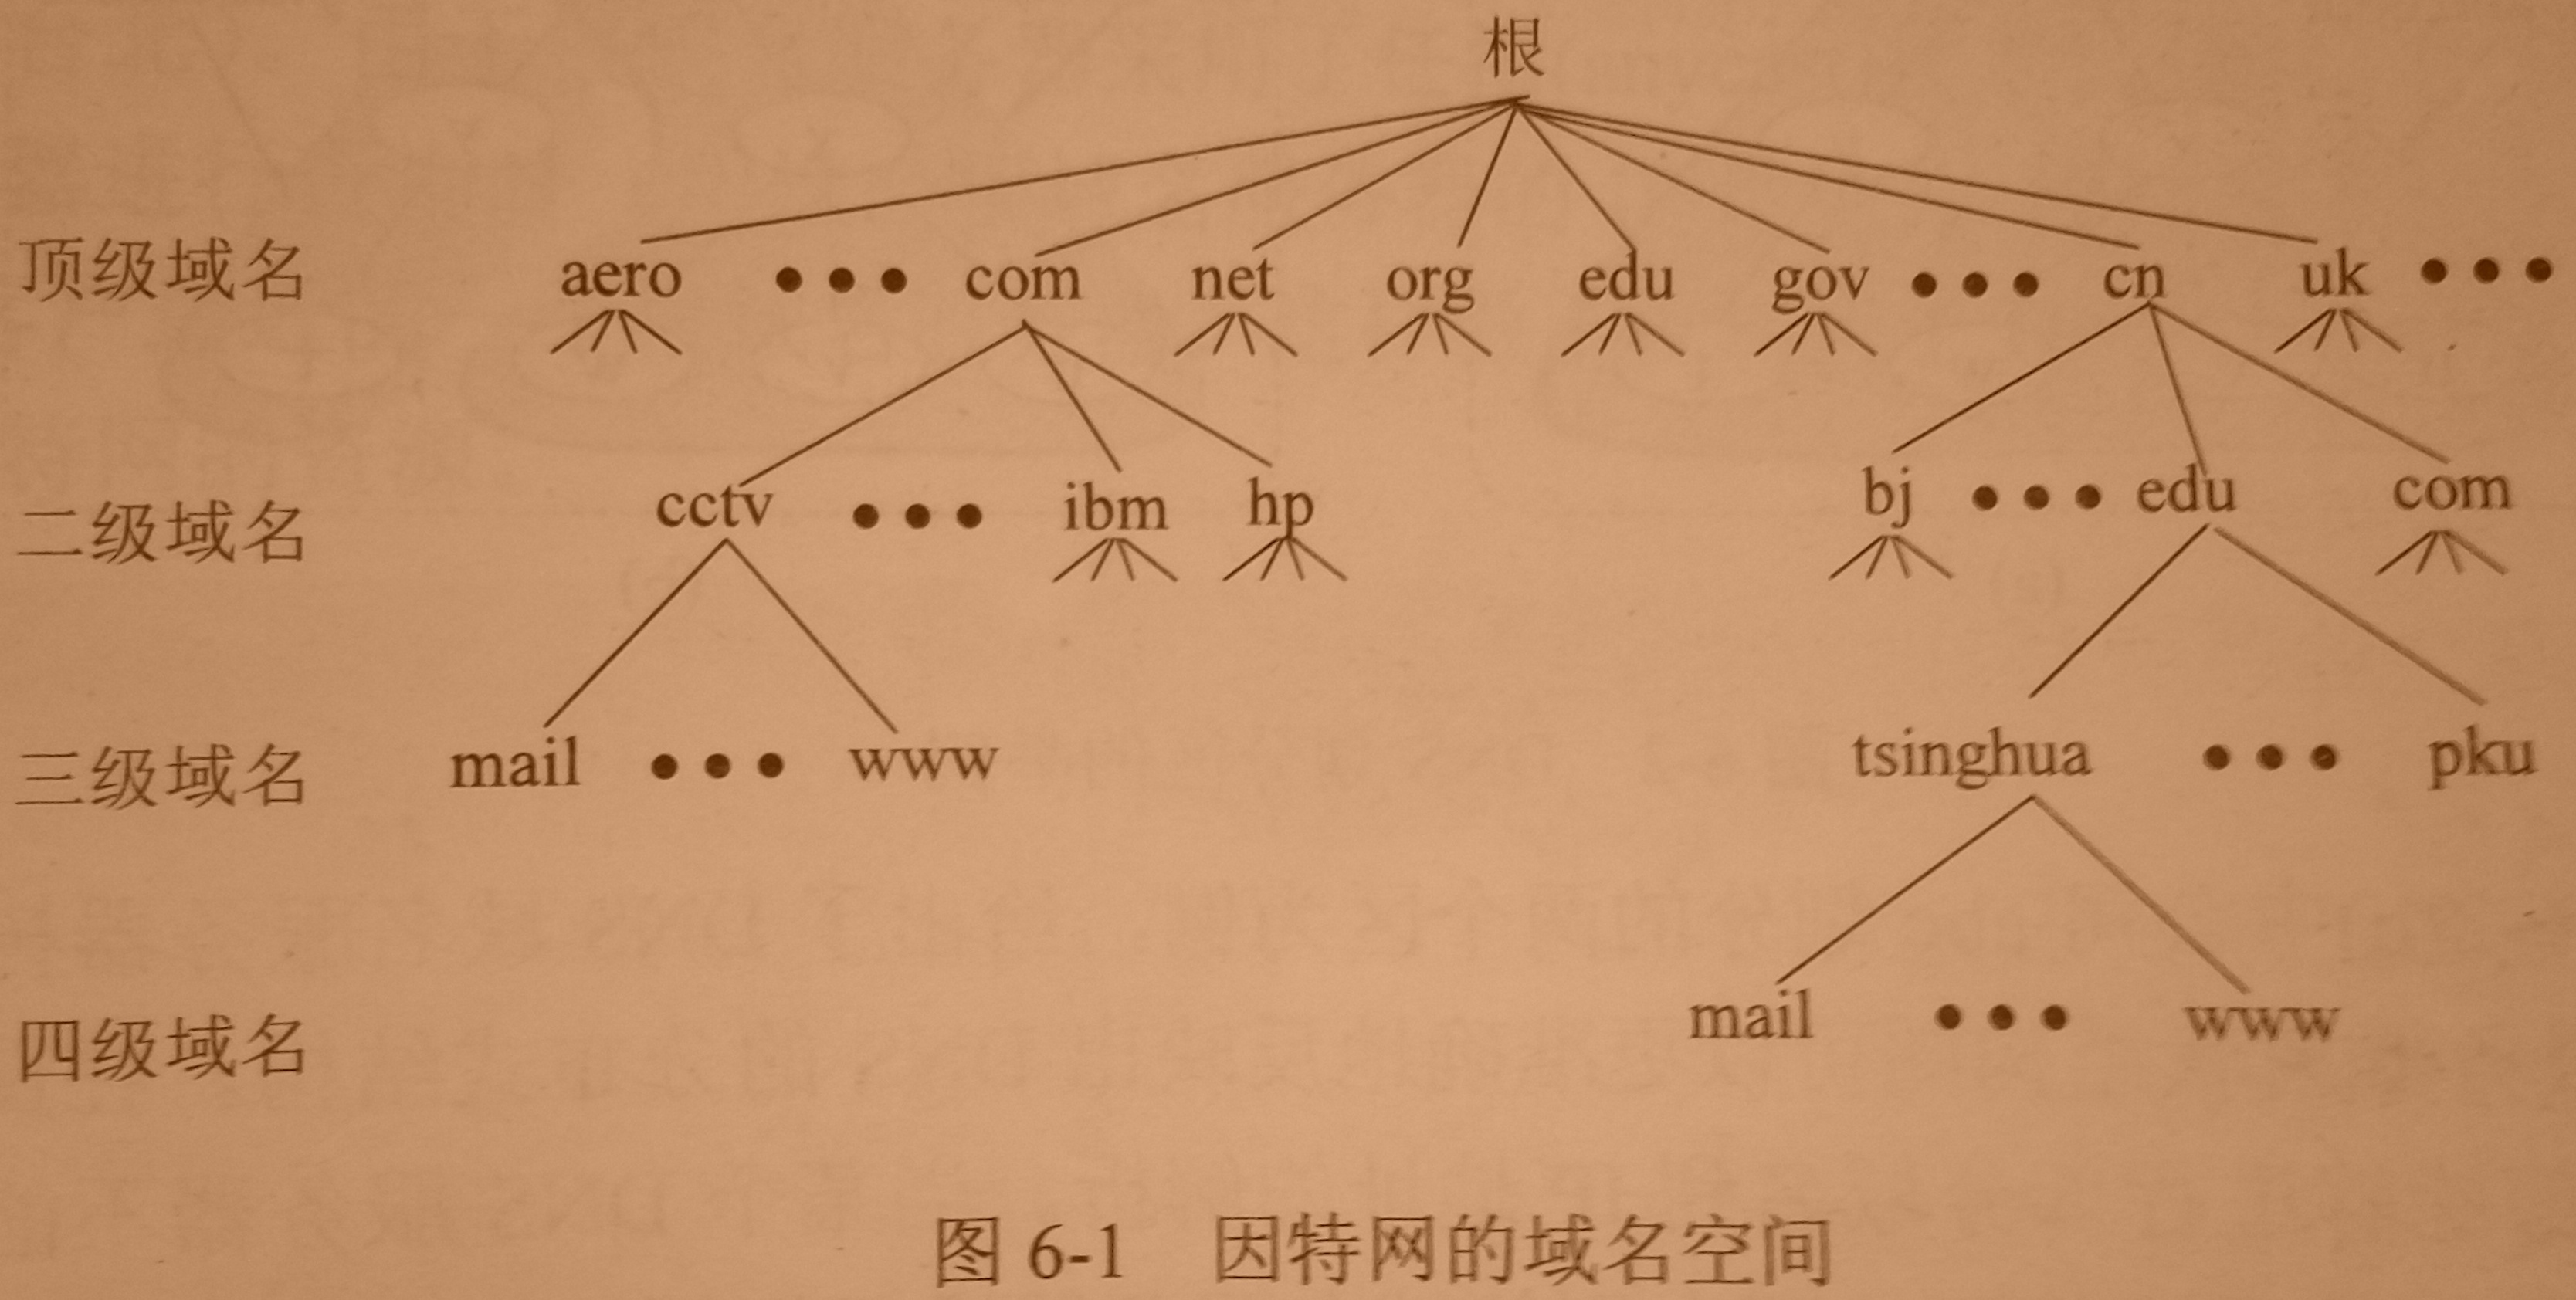 根
顶级域名 aero ••• com net org edu gov ••• cn uk •••
二级域名 cctv ••• ibm hp bj ••• edu com
三级域名 mail ••• www tsinghua ••• pku
四级域名 mail ••• www
图 6-1 因特网的域名空间